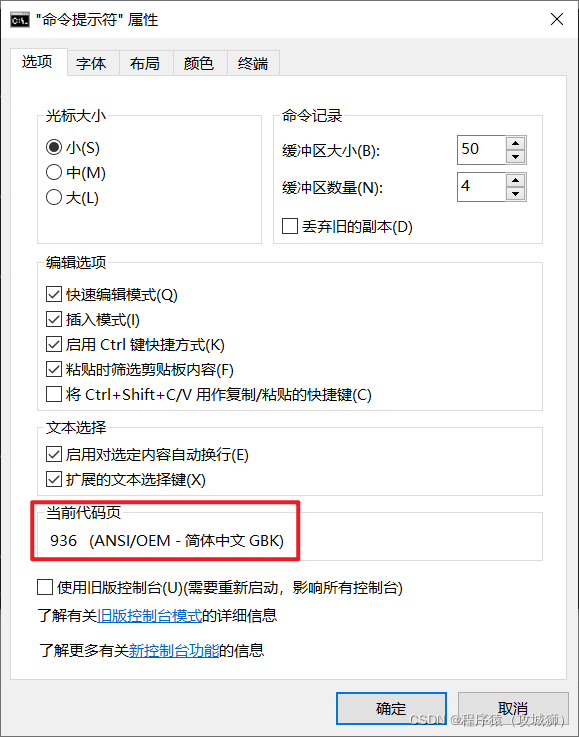 "命令提示符" 属性
选项 字体 布局 颜色 终端
光标大小
小(S)
中(M)
大(L)
命令记录
缓冲区大小(B): 50
缓冲区数量(N): 4
丢弃旧的副本(D)
编辑选项
快速编辑模式(Q)
插入模式(I)
启用 Ctrl 键快捷方式(K)
粘贴时筛选剪贴板内容(F)
将 Ctrl+Shift+C/V 用作复制/粘贴的快捷键(C)
文本选择
启用对选定内容自动换行(E)
扩展的文本选择键(X)
当前代码页
936 (ANSI/OEM - 简体中文 GBK)
使用旧版控制台(U)(需要重新启动，影响所有控制台)
了解有关旧版控制台模式的详细信息
了解更多有关新控制台功能的信息
确定 取消
CSDN @程序猿（攻城狮）